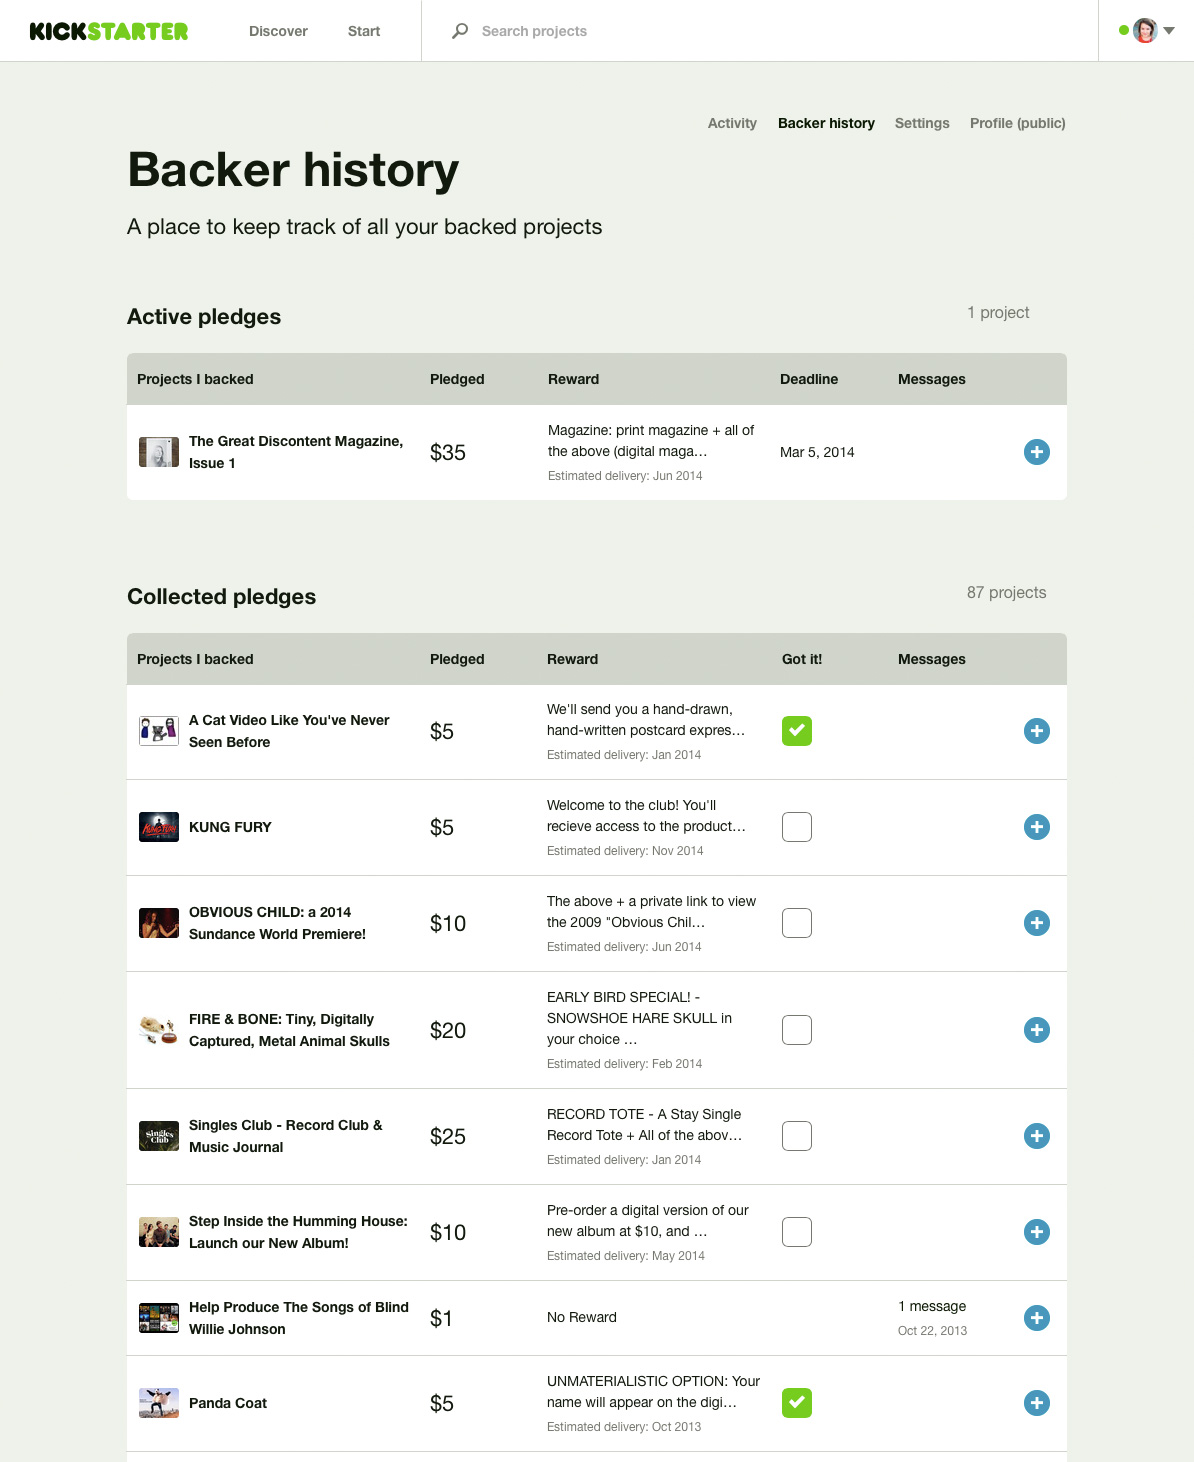 KICKSTARTER
Discover
Start
Search projects
Activity
Backer history
Settings
Profile (public)
Backer history
A place to keep track of all your backed projects
Active pledges
1 project
Projects I backed
Pledged
Reward
Deadline
Messages
The Great Discontent Magazine,
Issue 1
$35
Magazine: print magazine + all of
the above (digital maga…
Estimated delivery: Jun 2014
Mar 5, 2014
Collected pledges
87 projects
Projects I backed
Pledged
Reward
Got it!
Messages
A Cat Video Like You've Never
Seen Before
$5
We'll send you a hand-drawn,
hand-written postcard expres…
Estimated delivery: Jan 2014
KUNG FURY
KUNG FURY
$5
Welcome to the club! You'll
recieve access to the product…
Estimated delivery: Nov 2014
OBVIOUS CHILD: a 2014
Sundance World Premiere!
$10
The above + a private link to view
the 2009 "Obvious Chil…
Estimated delivery: Jun 2014
FIRE & BONE: Tiny, Digitally
Captured, Metal Animal Skulls
$20
EARLY BIRD SPECIAL! -
SNOWSHOE HARE SKULL in
your choice …
Estimated delivery: Feb 2014
Singles
Club
Singles Club - Record Club &
Music Journal
$25
RECORD TOTE - A Stay Single
Record Tote + All of the abov…
Estimated delivery: Jan 2014
Step Inside the Humming House:
Launch our New Album!
$10
Pre-order a digital version of our
new album at $10, and …
Estimated delivery: May 2014
Help Produce The Songs of Blind
Willie Johnson
$1
No Reward
1 message
Oct 22, 2013
Panda Coat
$5
UNMATERIALISTIC OPTION: Your
name will appear on the digi…
Estimated delivery: Oct 2013